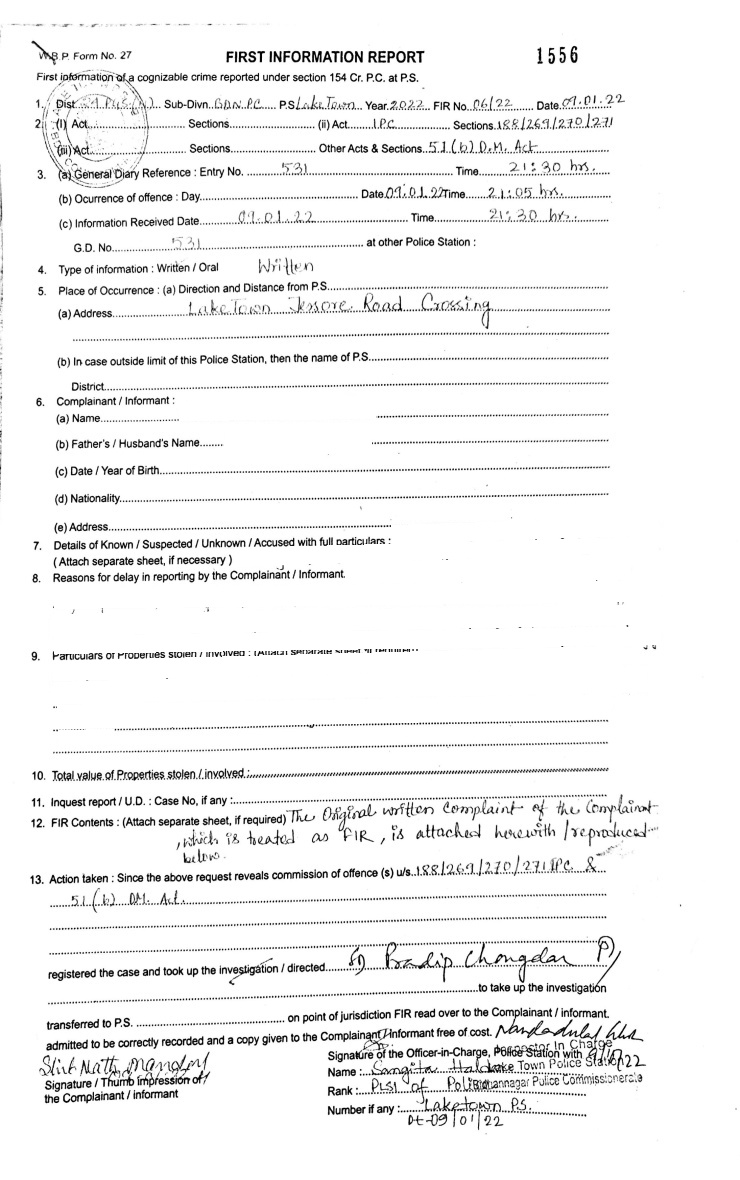 W.B.P. Form No. 27
FIRST INFORMATION REPORT
1556
First information of a cognizable crime reported under section 154 Cr. P.C. at P.S.
1. Dist. Sub-Divn. BDN. PC P.S Lake Town Year. 2022 FIR No. 06/22 Date. 09.01.22
2. (I) Act Sections (ii) Act IPC Sections 188/269/270/271
(iii) Act Sections Other Acts & Sections 51 (b) D.M. Act
3. (a) General Diary Reference : Entry No. 531 Time 21:30 hrs.
(b) Ocurrence of offence : Day Date 09.01.22 Time 21:05 hrs.
(c) Information Received Date 09.01.22 Time 21:30 hrs.
G.D. No. 531 at other Police Station :
4. Type of information : Written / Oral Written
5. Place of Occurrence : (a) Direction and Distance from P.S.
(a) Address Lake Town Jessore Road Crossing
(b) In case outside limit of this Police Station, then the name of P.S.
District
6. Complainant / Informant :
(a) Name
(b) Father's / Husband's Name
(c) Date / Year of Birth
(d) Nationality
(e) Address
7. Details of Known / Suspected / Unknown / Accused with full particulars :
( Attach separate sheet, if necessary )
8. Reasons for delay in reporting by the Complainant / Informant.
9. Particulars of Properties stolen / involved : (Attach separate sheet
10. Total value of Properties stolen / involved :
11. Inquest report / U.D. : Case No, if any :
12. FIR Contents : (Attach separate sheet, if required) The Original written complaint of the Complainant
, which is treated as FIR, is attached herewith / reproduced
below.
13. Action taken : Since the above request reveals commission of offence (s) u/s. 188/269/270/271 IPC &
51 (b) DM. Act.
registered the case and took up the investigation / directed SI Pradip Chongdar
to take up the investigation
transferred to P.S. on point of jurisdiction FIR read over to the Complainant / informant.
admitted to be correctly recorded and a copy given to the Complainant / Informant free of cost.
Signature of the Officer-in-Charge, Police Station with
Inspector In Charge
Name : Sangita Halder
Lake Town Police Station
Signature / Thumb impression of
the Complainant / informant
Rank : PLSI of Police
Bidhannagar Police Commissionerate
Number if any : Laketown P.S.
Dt-09/01/22